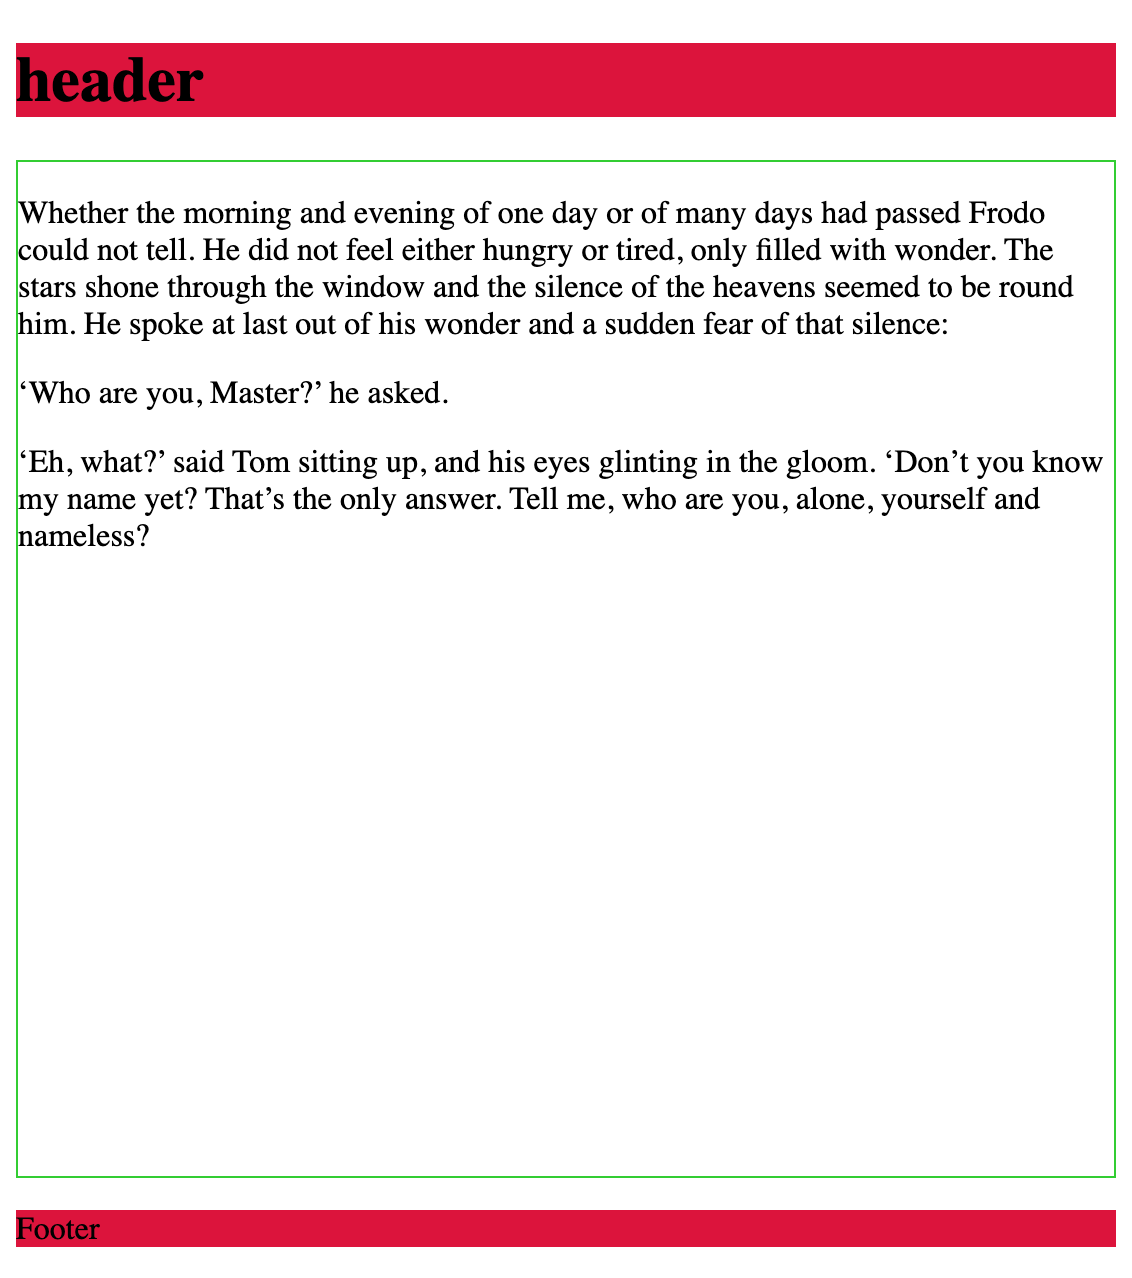 header
Whether the morning and evening of one day or of many days had passed Frodo
could not tell. He did not feel either hungry or tired, only filled with wonder. The
stars shone through the window and the silence of the heavens seemed to be round
him. He spoke at last out of his wonder and a sudden fear of that silence:
‘Who are you, Master?’ he asked.
‘Eh, what?’ said Tom sitting up, and his eyes glinting in the gloom. ‘Don’t you know
my name yet? That’s the only answer. Tell me, who are you, alone, yourself and
nameless?
Footer